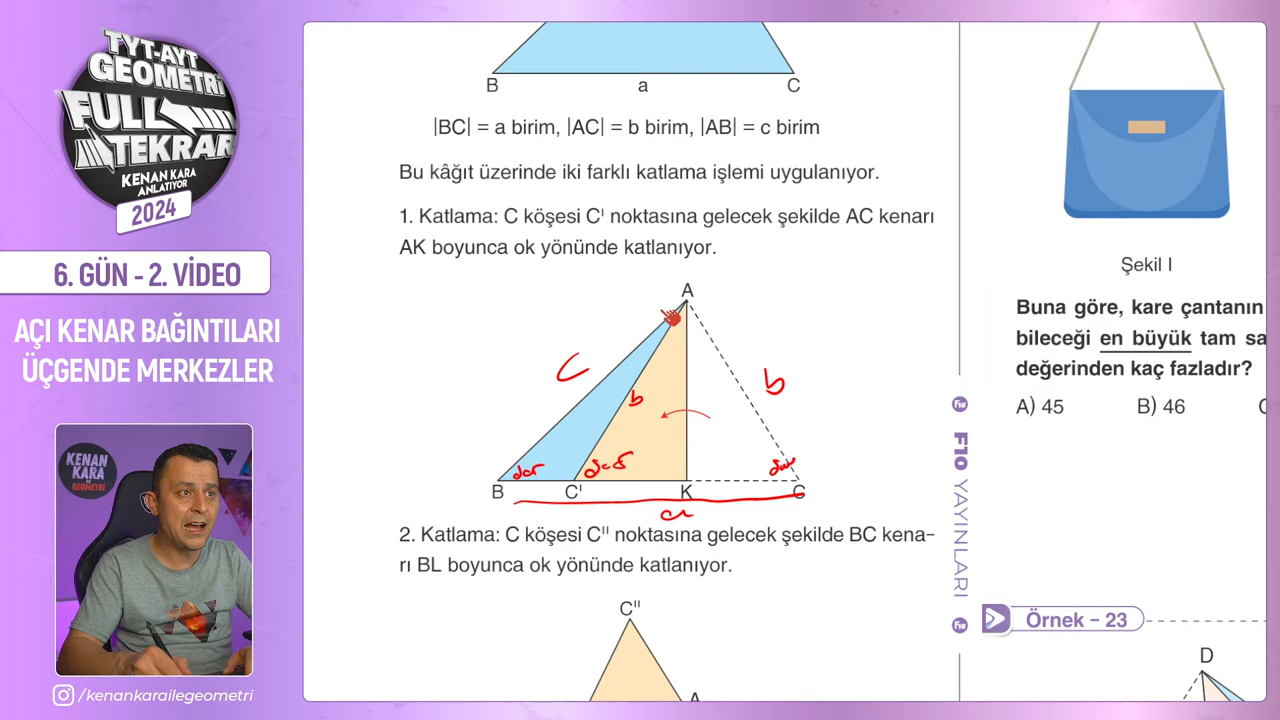 TYT-AYT
GEOMETRİ
FULL
TEKRAR
KENAN KARA
ANLATIYOR
2024
6. GÜN - 2. VİDEO
AÇI KENAR BAĞINTILARI
ÜÇGENDE MERKEZLER
KENAN
KARA
GEOMETRİ
/kenankarailegeometri
B a C
|BC| = a birim, |AC| = b birim, |AB| = c birim
Bu kâğıt üzerinde iki farklı katlama işlemi uygulanıyor.
1. Katlama: C köşesi Cᴵ noktasına gelecek şekilde AC kenarı
AK boyunca ok yönünde katlanıyor.
A
c b b
B C' K C
a
2. Katlama: C köşesi Cᴵᴵ noktasına gelecek şekilde BC kena-
rı BL boyunca ok yönünde katlanıyor.
Cᴵᴵ
A
F10 YAYINLARI
Şekil I
Buna göre, kare çantanın
bileceği en büyük tam sa
değerinden kaç fazladır?
A) 45 B) 46
Örnek - 23
D